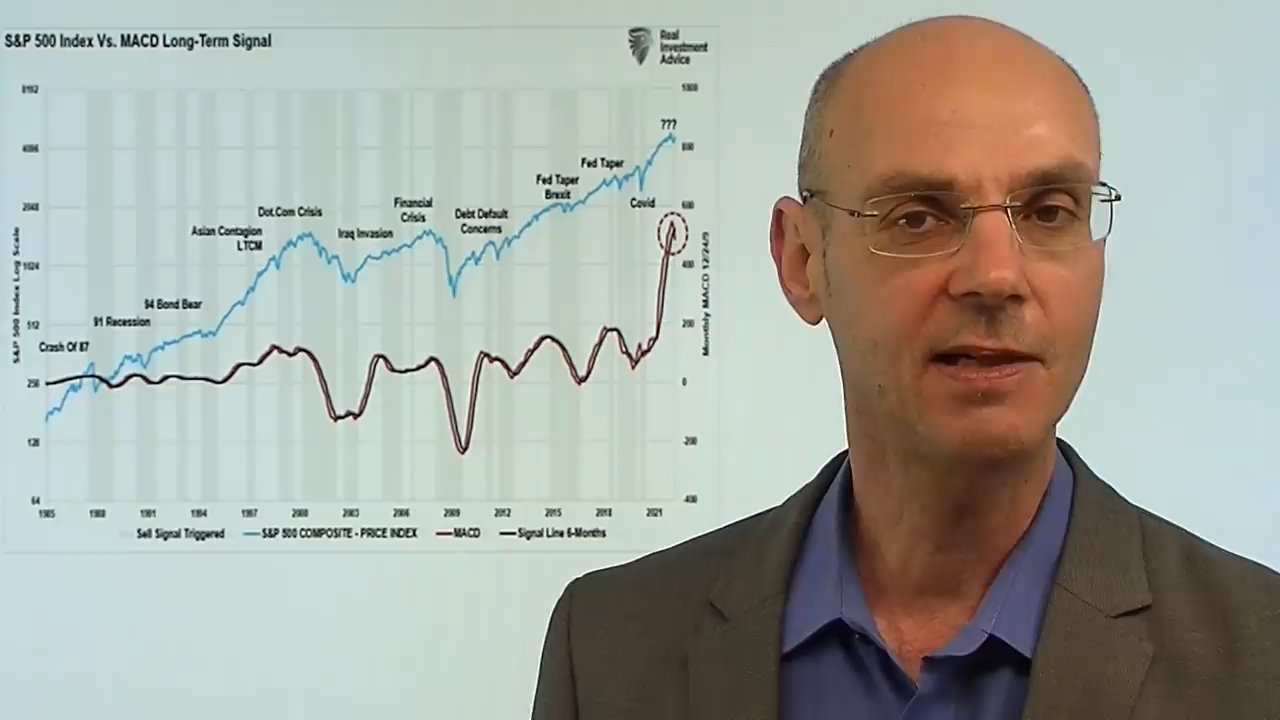 S&P 500 Index Vs. MACD Long-Term Signal
Real
Investment
Advice
8192
4096
2048
1024
512
256
128
64
S&P 500 Index Log Scale
1000
800
600
400
200
0
-200
-400
Monthly MACD 12/24/9
???
Fed Taper
Fed Taper
Brexit
Covid
Financial
Crisis
Debt Default
Concerns
Dot.Com Crisis
Iraq Invasion
Asian Contagion
LTCM
94 Bond Bear
91 Recession
Crash Of 87
1985 1988 1991 1994 1997 2000 2003 2006 2009 2012 2015 2018 2021
Sell Signal Triggered S&P 500 COMPOSITE - PRICE INDEX MACD Signal Line 6-Months